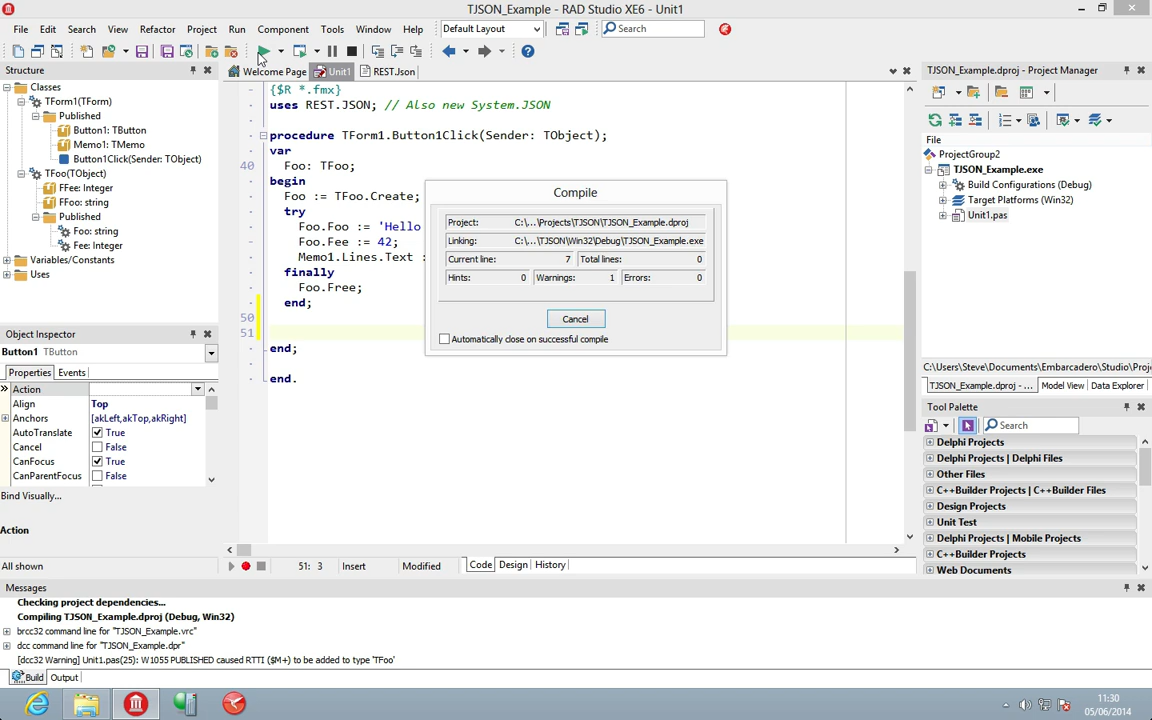 TJSON_Example - RAD Studio XE6 - Unit1
File Edit Search View Refactor Project Run Component Tools Window Help
Default Layout
Search
Structure
Welcome Page Unit1 REST.Json
TJSON_Example.dproj - Project Manager
Classes
TForm1(TForm)
Published
Button1: TButton
Memo1: TMemo
Button1Click(Sender: TObject)
TFoo(TObject)
FFee: Integer
FFoo: string
Published
Foo: string
Fee: Integer
Variables/Constants
Uses
{$R *.fmx}
uses REST.JSON; // Also new System.JSON
procedure TForm1.Button1Click(Sender: TObject);
var
40 Foo: TFoo;
begin
Foo := TFoo.Create;
try
Foo.Foo := 'Hello
Foo.Fee := 42;
Memo1.Lines.Text :
finally
Foo.Free;
end;
50
51
end;
end.
Compile
Project: C:\...\Projects\TJSON\TJSON_Example.dproj
Linking: C:\...\TJSON\Win32\Debug\TJSON_Example.exe
Current line: 7 Total lines: 0
Hints: 0 Warnings: 1 Errors: 0
Cancel
Automatically close on successful compile
File
ProjectGroup2
TJSON_Example.exe
Build Configurations (Debug)
Target Platforms (Win32)
Unit1.pas
C:\Users\Steve\Documents\Embarcadero\Studio\Proj
TJSON_Example.dproj - ... Model View Data Explorer
Object Inspector
Button1 TButton
Properties Events
Action
Align Top
Anchors [akLeft,akTop,akRight]
AutoTranslate True
Cancel False
CanFocus True
CanParentFocus False
Bind Visually...
Action
All shown
Tool Palette
Search
Delphi Projects
Delphi Projects | Delphi Files
Other Files
C++Builder Projects | C++Builder Files
Design Projects
Unit Test
Delphi Projects | Mobile Projects
C++Builder Projects
Web Documents
51: 3 Insert Modified Code Design History
Messages
Checking project dependencies...
Compiling TJSON_Example.dproj (Debug, Win32)
brcc32 command line for "TJSON_Example.vrc"
dcc command line for "TJSON_Example.dpr"
[dcc32 Warning] Unit1.pas(25): W1055 PUBLISHED caused RTTI ($M+) to be added to type 'TFoo'
Build Output
11:30
05/06/2014